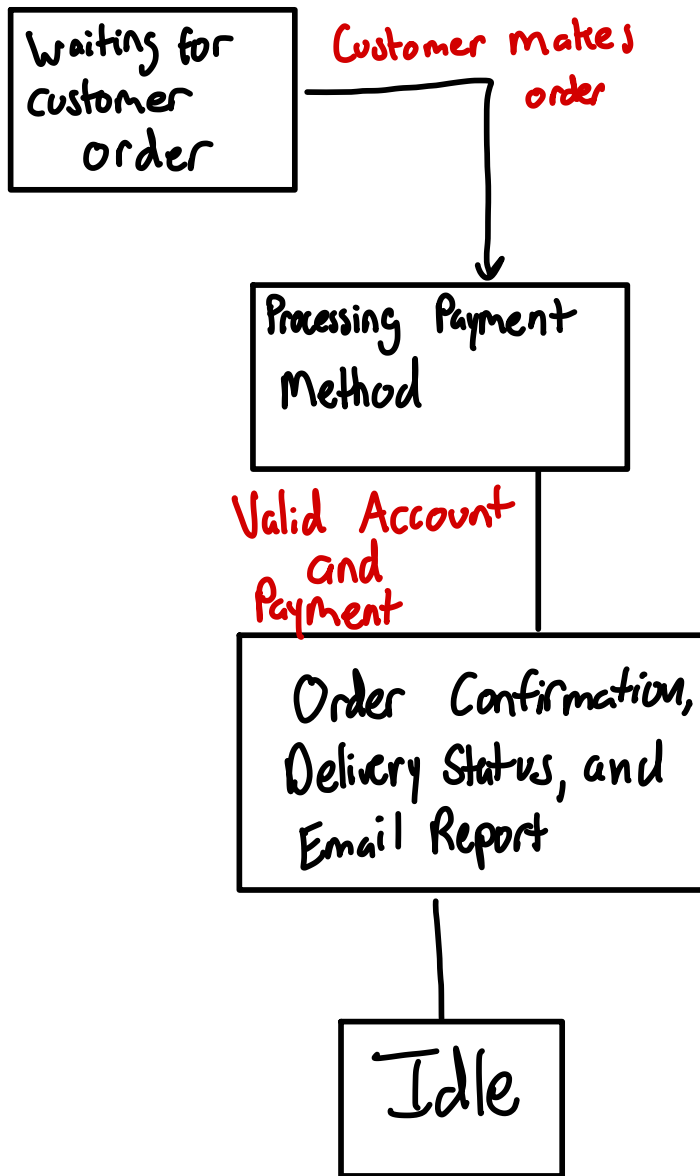 Waiting for
customer
order
Customer makes
order
Processing Payment
Method
Valid Account
and
Payment
Order Confirmation,
Delivery Status, and
Email Report
Idle